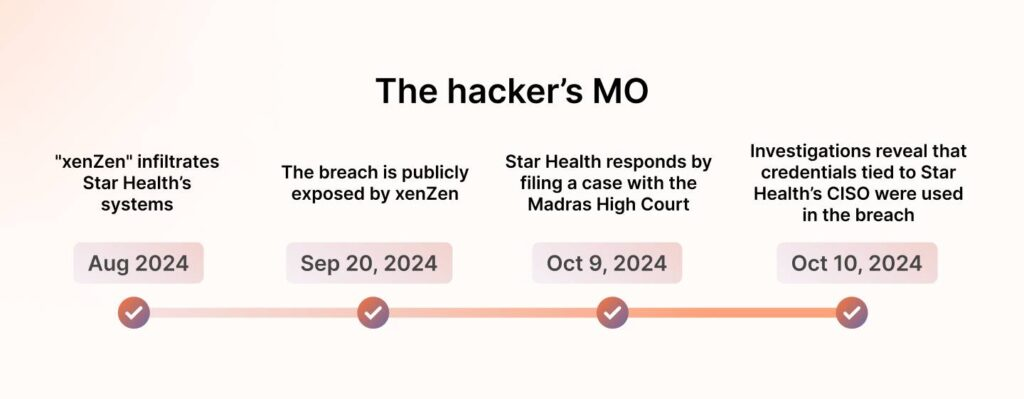 The hacker’s MO
"xenZen" infiltrates
Star Health’s
systems
Aug 2024
The breach is publicly
exposed by xenZen
Sep 20, 2024
Star Health responds by
filing a case with the
Madras High Court
Oct 9, 2024
Investigations reveal that
credentials tied to Star
Health’s CISO were used
in the breach
Oct 10, 2024